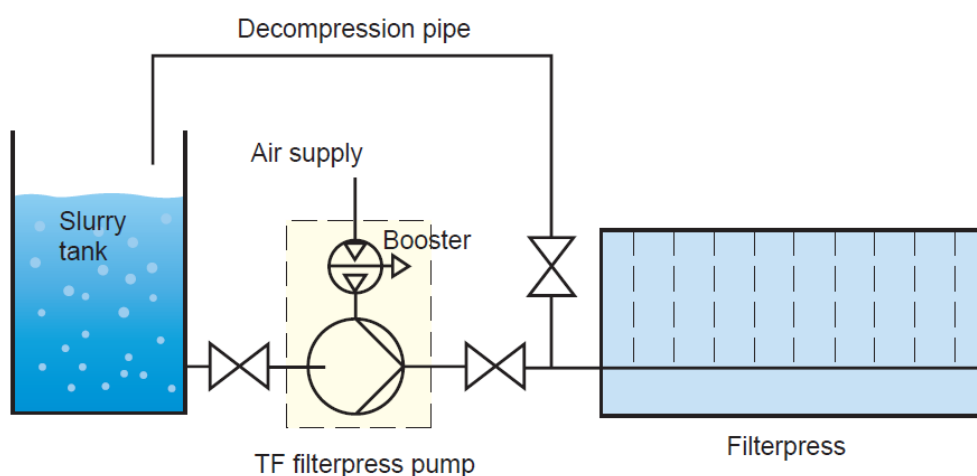 Decompression pipe
Air supply
Slurry
tank
Booster
TF filterpress pump
Filterpress